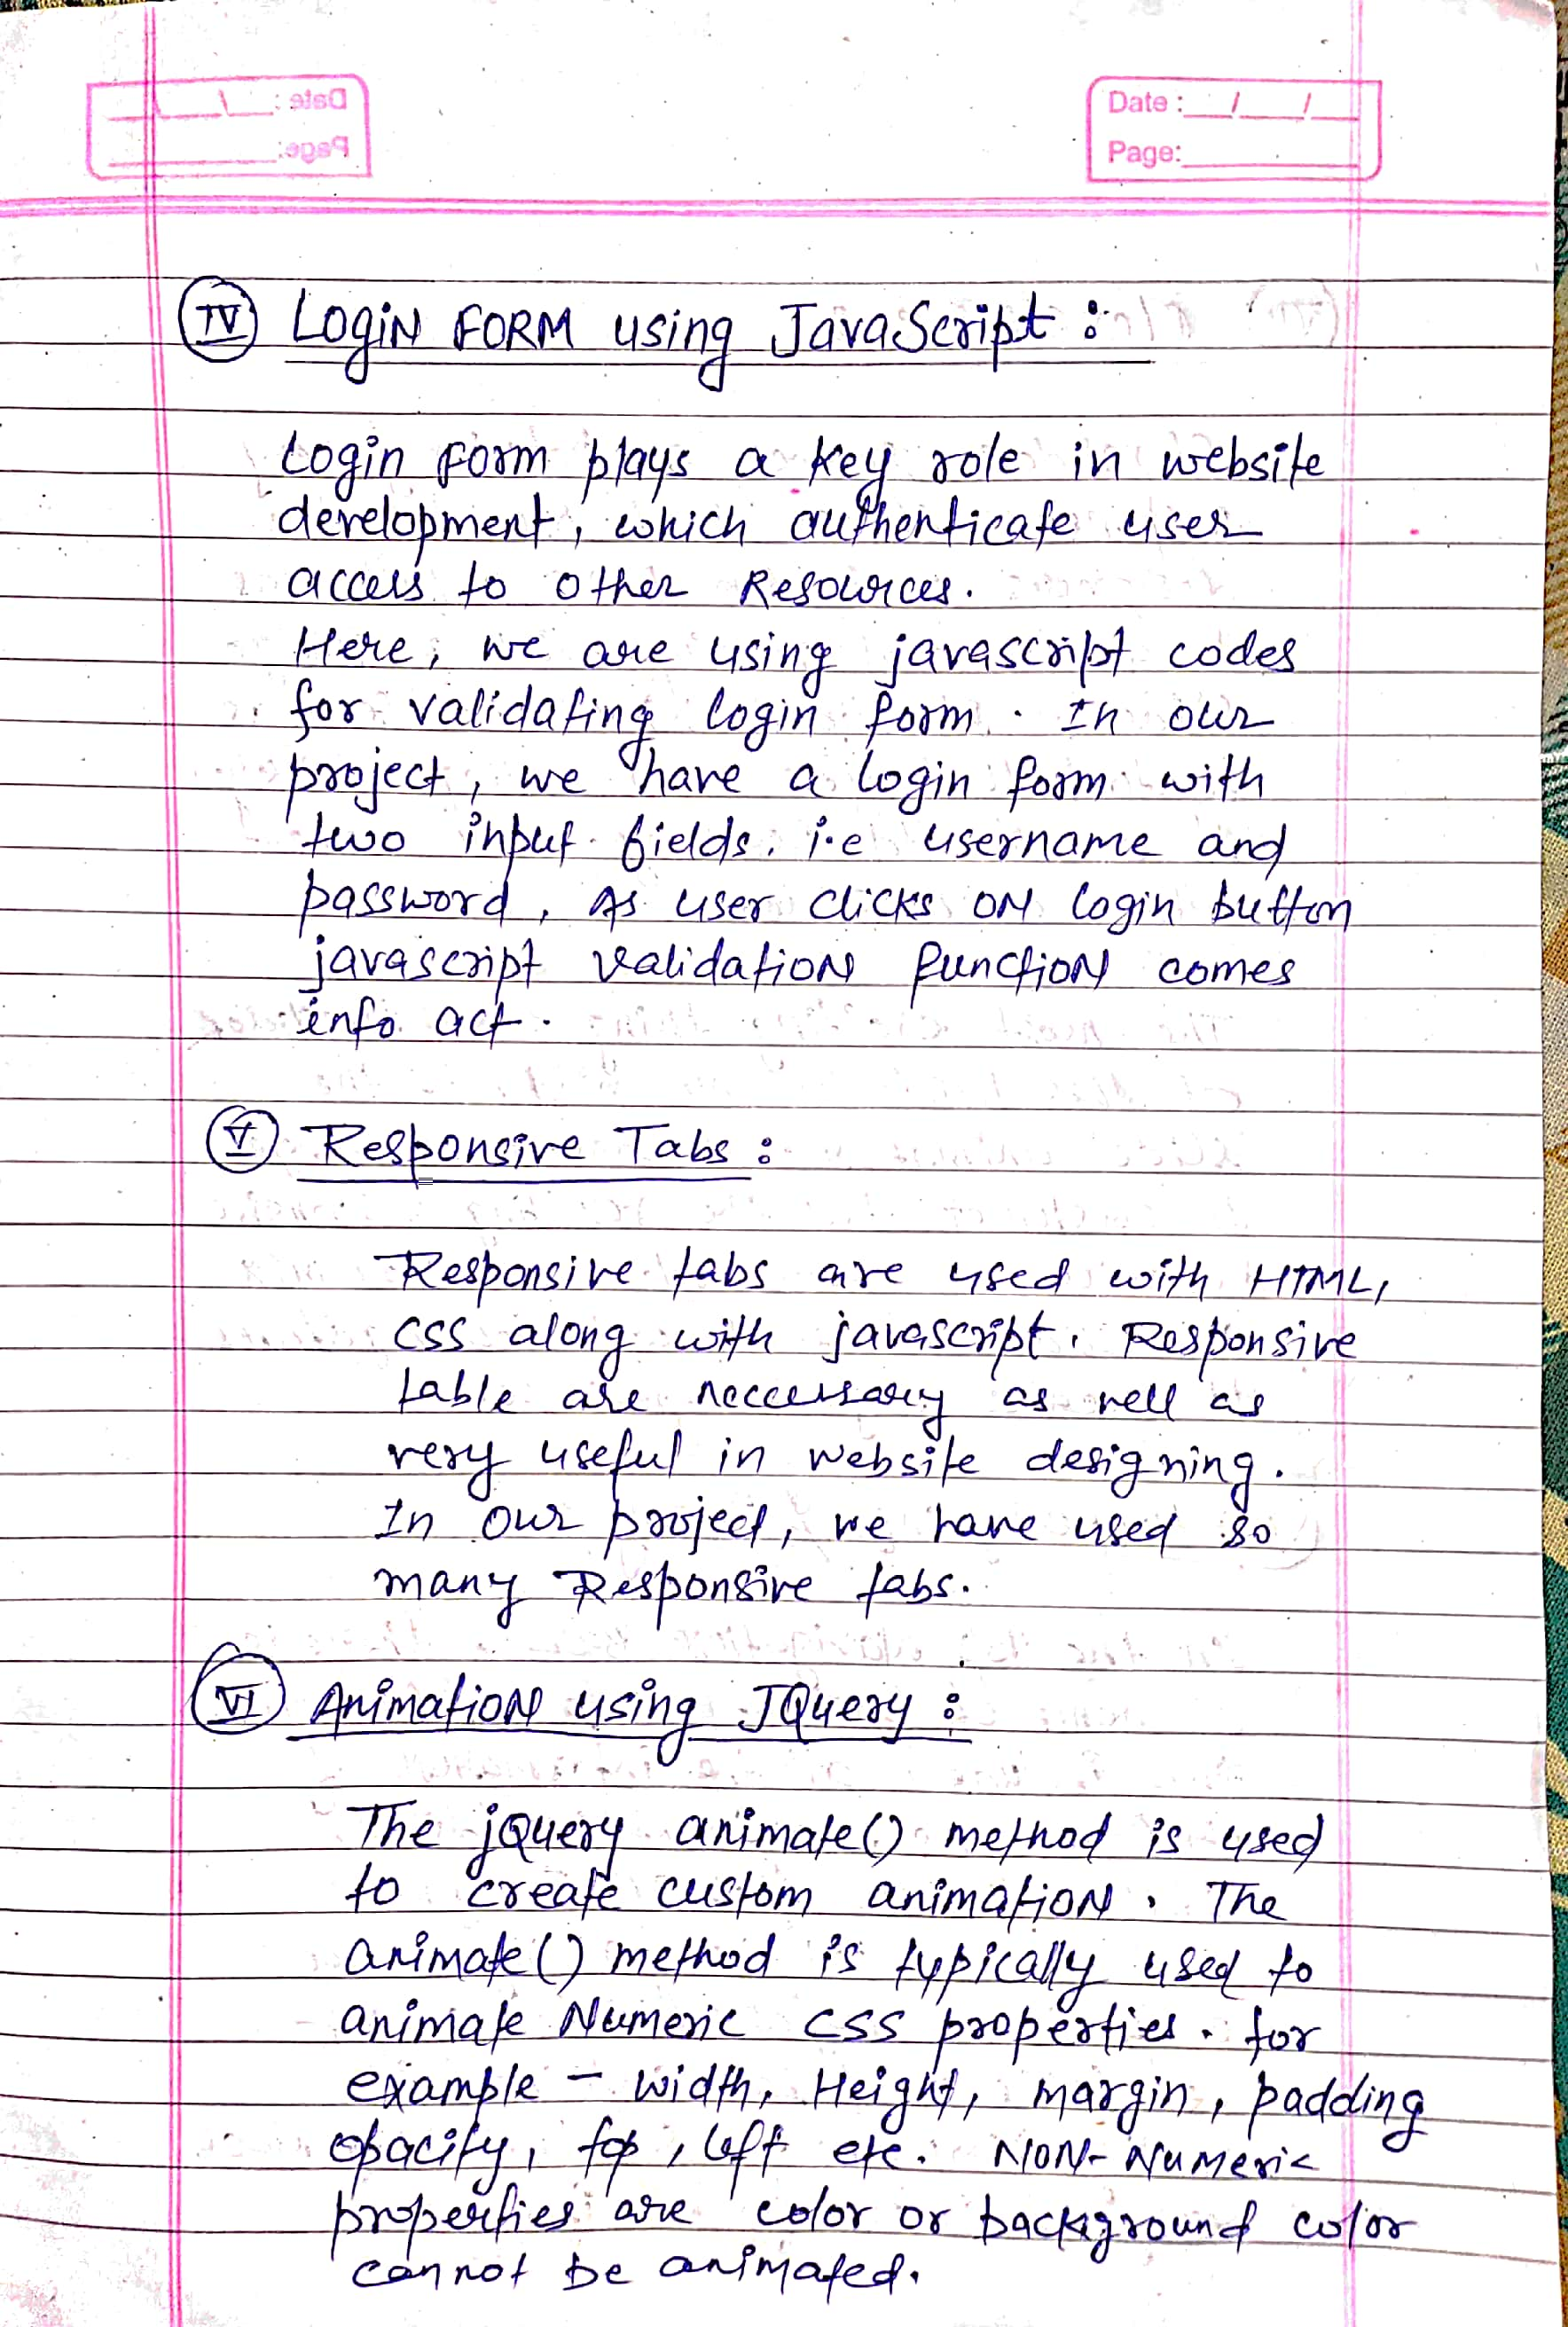 Date : __/__/__
Page: ______
IV LogiN FORM using JavaScript :
Login form plays a key role in website
development, which authenticate user
access to other Resources.
Here, we are using javascript codes
for validating login form. In our
project, we have a login form with
two input fields. i.e username and
password, As user clicks ON login button
javascript validation function comes
into act.
V Responsive Tabs :
Responsive tabs are used with HTML,
CSS along with javascript. Responsive
table are neccessary as well as
very useful in website designing.
In our project, we have used so
many Responsive tabs.
VI Animation using JQuery :
The jQuery animate() method is used
to create custom animation. The
animate() method is typically used to
animate Numeric CSS properties. for
example - width, Height, margin, padding
opacity, top, left etc. NON-Numeric
properties are color or background color
cannot be animated.